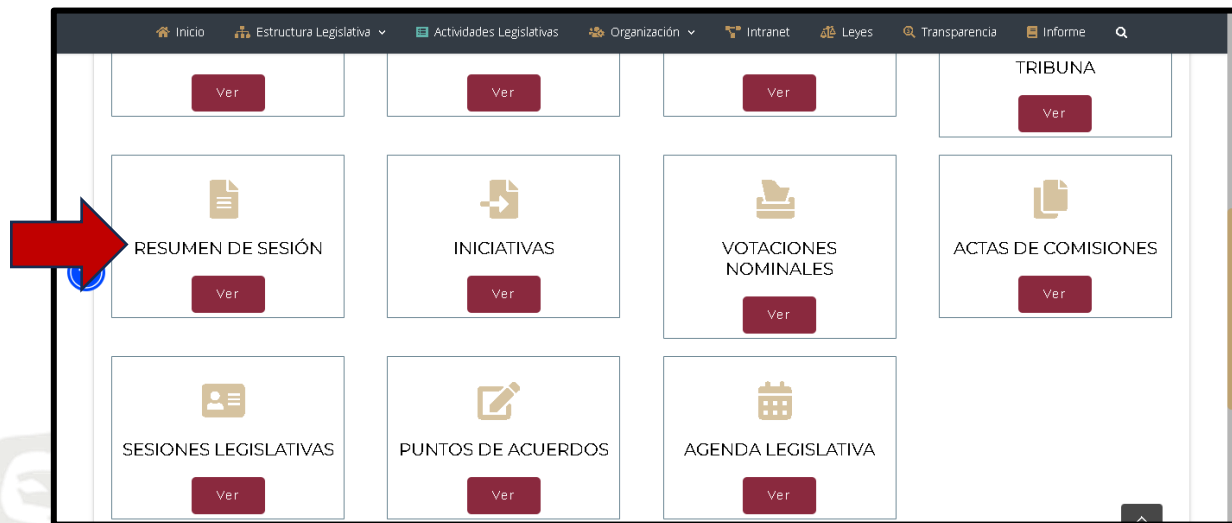 Inicio Estructura Legislativa Actividades Legislativas Organización Intranet Leyes Transparencia Informe
TRIBUNA
Ver Ver Ver Ver
RESUMEN DE SESIÓN INICIATIVAS VOTACIONES NOMINALES ACTAS DE COMISIONES
Ver Ver Ver Ver
SESIONES LEGISLATIVAS PUNTOS DE ACUERDOS AGENDA LEGISLATIVA
Ver Ver Ver